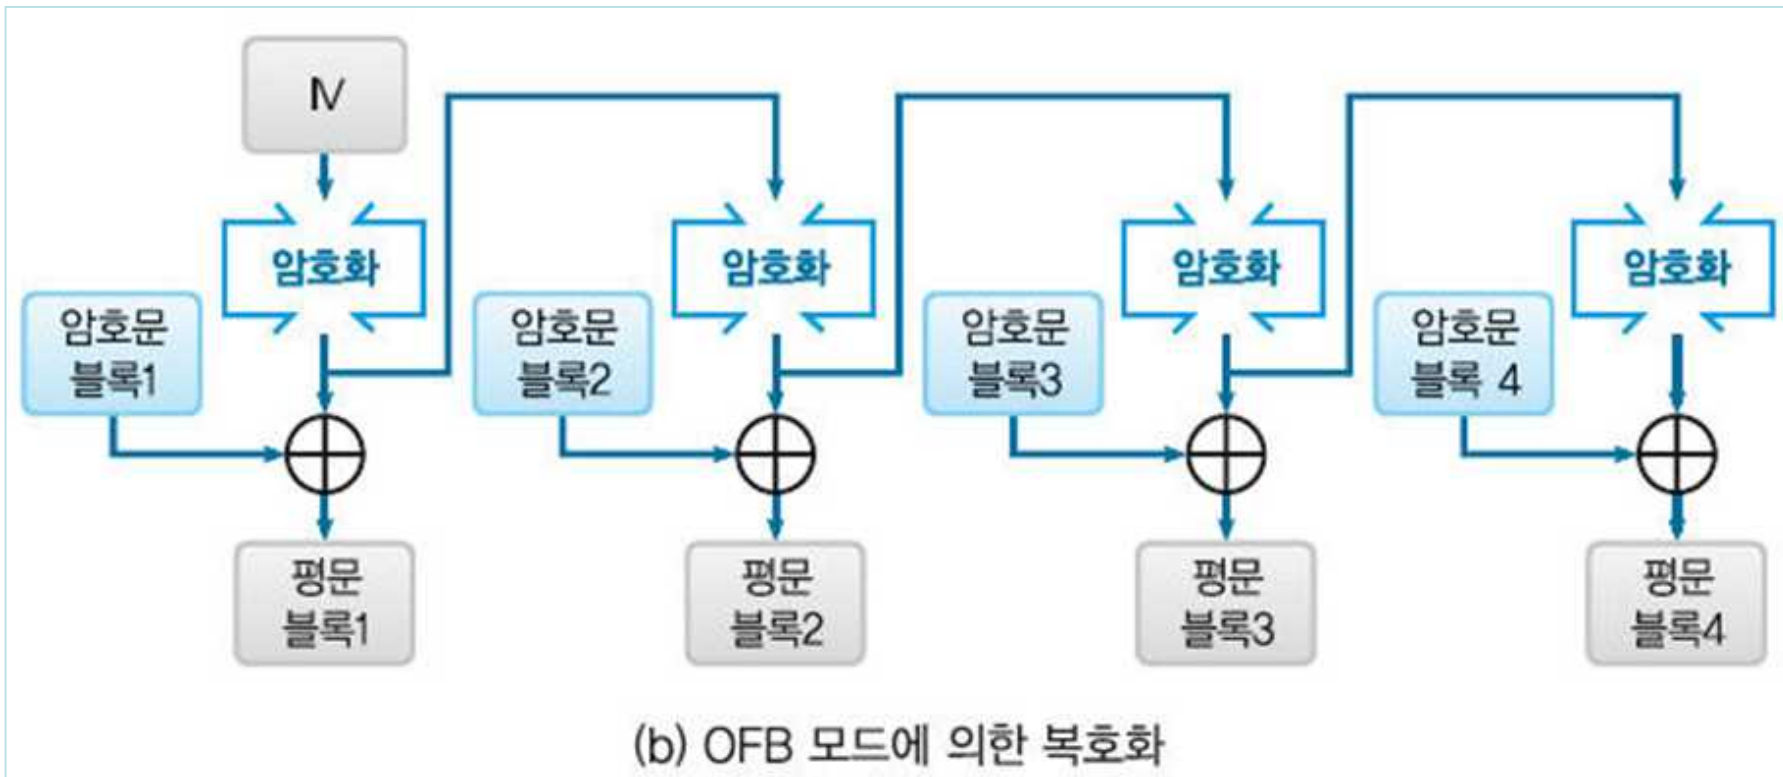 IV
암호화
암호화
암호화
암호화
암호문
블록1
암호문
블록2
암호문
블록3
암호문
블록 4
평문
블록1
평문
블록2
평문
블록3
평문
블록4
(b) OFB 모드에 의한 복호화